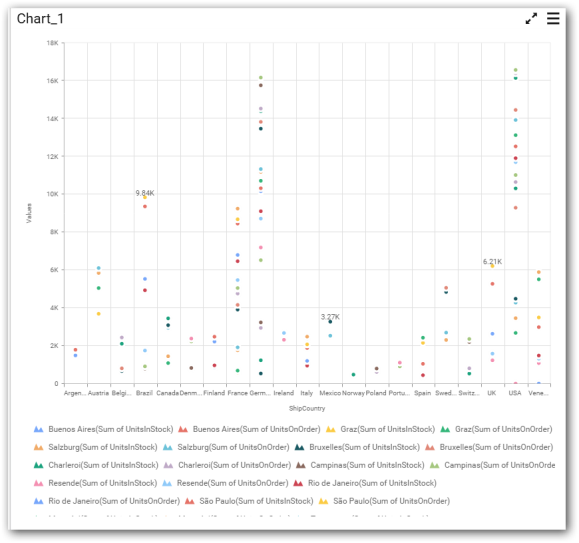 Chart_1
18K
16K
14K
12K
10K
8K
6K
4K
2K
0
Values
9.84K
3.27K
6.21K
Argen... Austria Belgi... Brazil Canada Denm... Finland France Germ... Ireland Italy Mexico Norway Poland Portu... Spain Swed... Switz... UK USA Vene...
ShipCountry
Buenos Aires(Sum of UnitsInStock) Buenos Aires(Sum of UnitsOnOrder) Graz(Sum of UnitsInStock) Graz(Sum of UnitsOnOrder)
Salzburg(Sum of UnitsInStock) Salzburg(Sum of UnitsOnOrder) Bruxelles(Sum of UnitsInStock) Bruxelles(Sum of UnitsOnOrder)
Charleroi(Sum of UnitsInStock) Charleroi(Sum of UnitsOnOrder) Campinas(Sum of UnitsInStock) Campinas(Sum of UnitsOnOrde
Resende(Sum of UnitsInStock) Resende(Sum of UnitsOnOrder) Rio de Janeiro(Sum of UnitsInStock)
Rio de Janeiro(Sum of UnitsOnOrder) São Paulo(Sum of UnitsInStock) São Paulo(Sum of UnitsOnOrder)